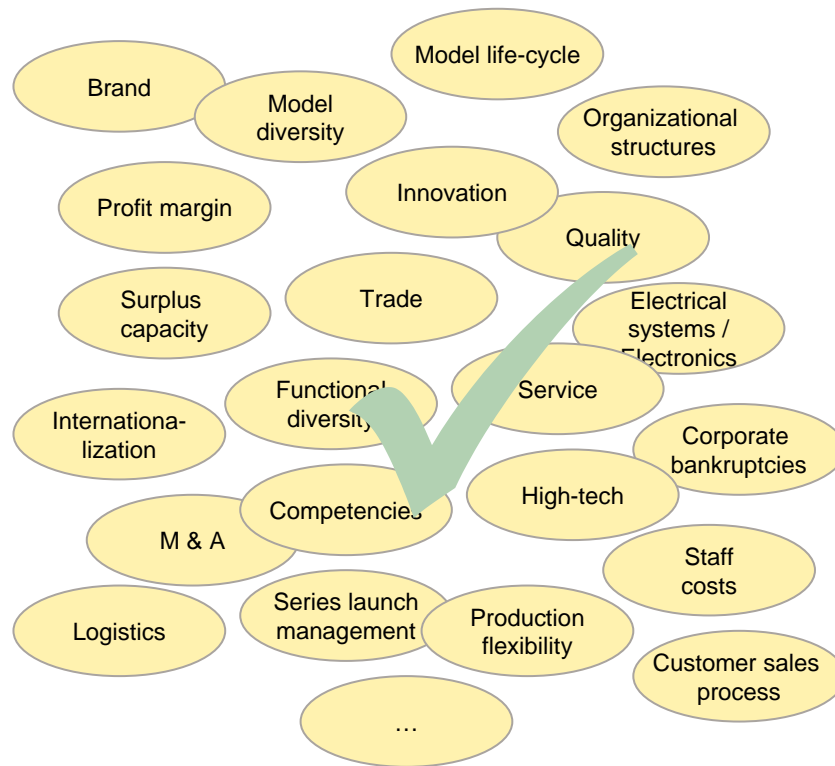 Model life-cycle
Brand
Model
diversity
Organizational
structures
Innovation
Profit margin
Quality
Trade
Surplus
capacity
Electrical
systems /
Electronics
Functional
diversity
Service
Internationa-
lization
Corporate
bankruptcies
High-tech
Competencies
M & A
Staff
costs
Series launch
management
Production
flexibility
Logistics
Customer sales
process
…